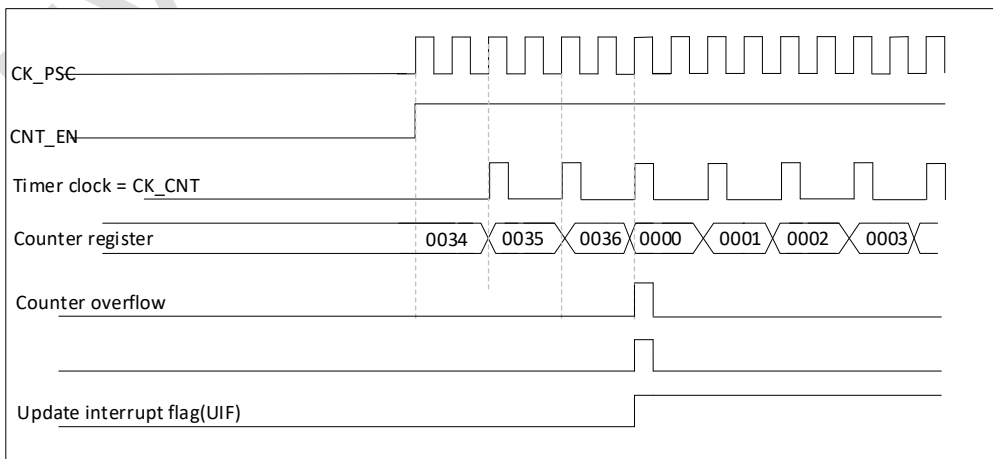 CK_PSC
CNT_EN
Timer clock = CK_CNT
Counter register
0034 0035 0036 0000 0001 0002 0003
Counter overflow
Update interrupt flag(UIF)